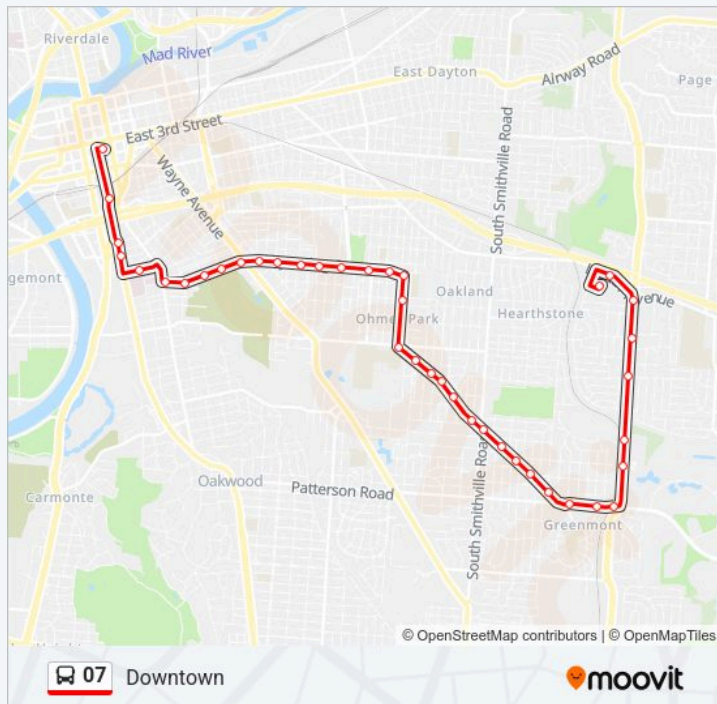 Riverdale
Mad River
East Dayton
Airway Road
Page
East 3rd Street
Wayne Avenue
South Smithville Road
gemont
Oakland
Avenue
Hearthstone
Ohmer Park
Oakwood
Patterson Road
Carmonte
South Smithville Road
Greenmont
© OpenStreetMap contributors | © OpenMapTiles
07 Downtown
moovit